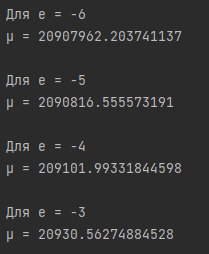 Для e = -6
μ = 20907962.203741137
Для e = -5
μ = 2090816.555573191
Для e = -4
μ = 209101.99331844598
Для e = -3
μ = 20930.56274884528